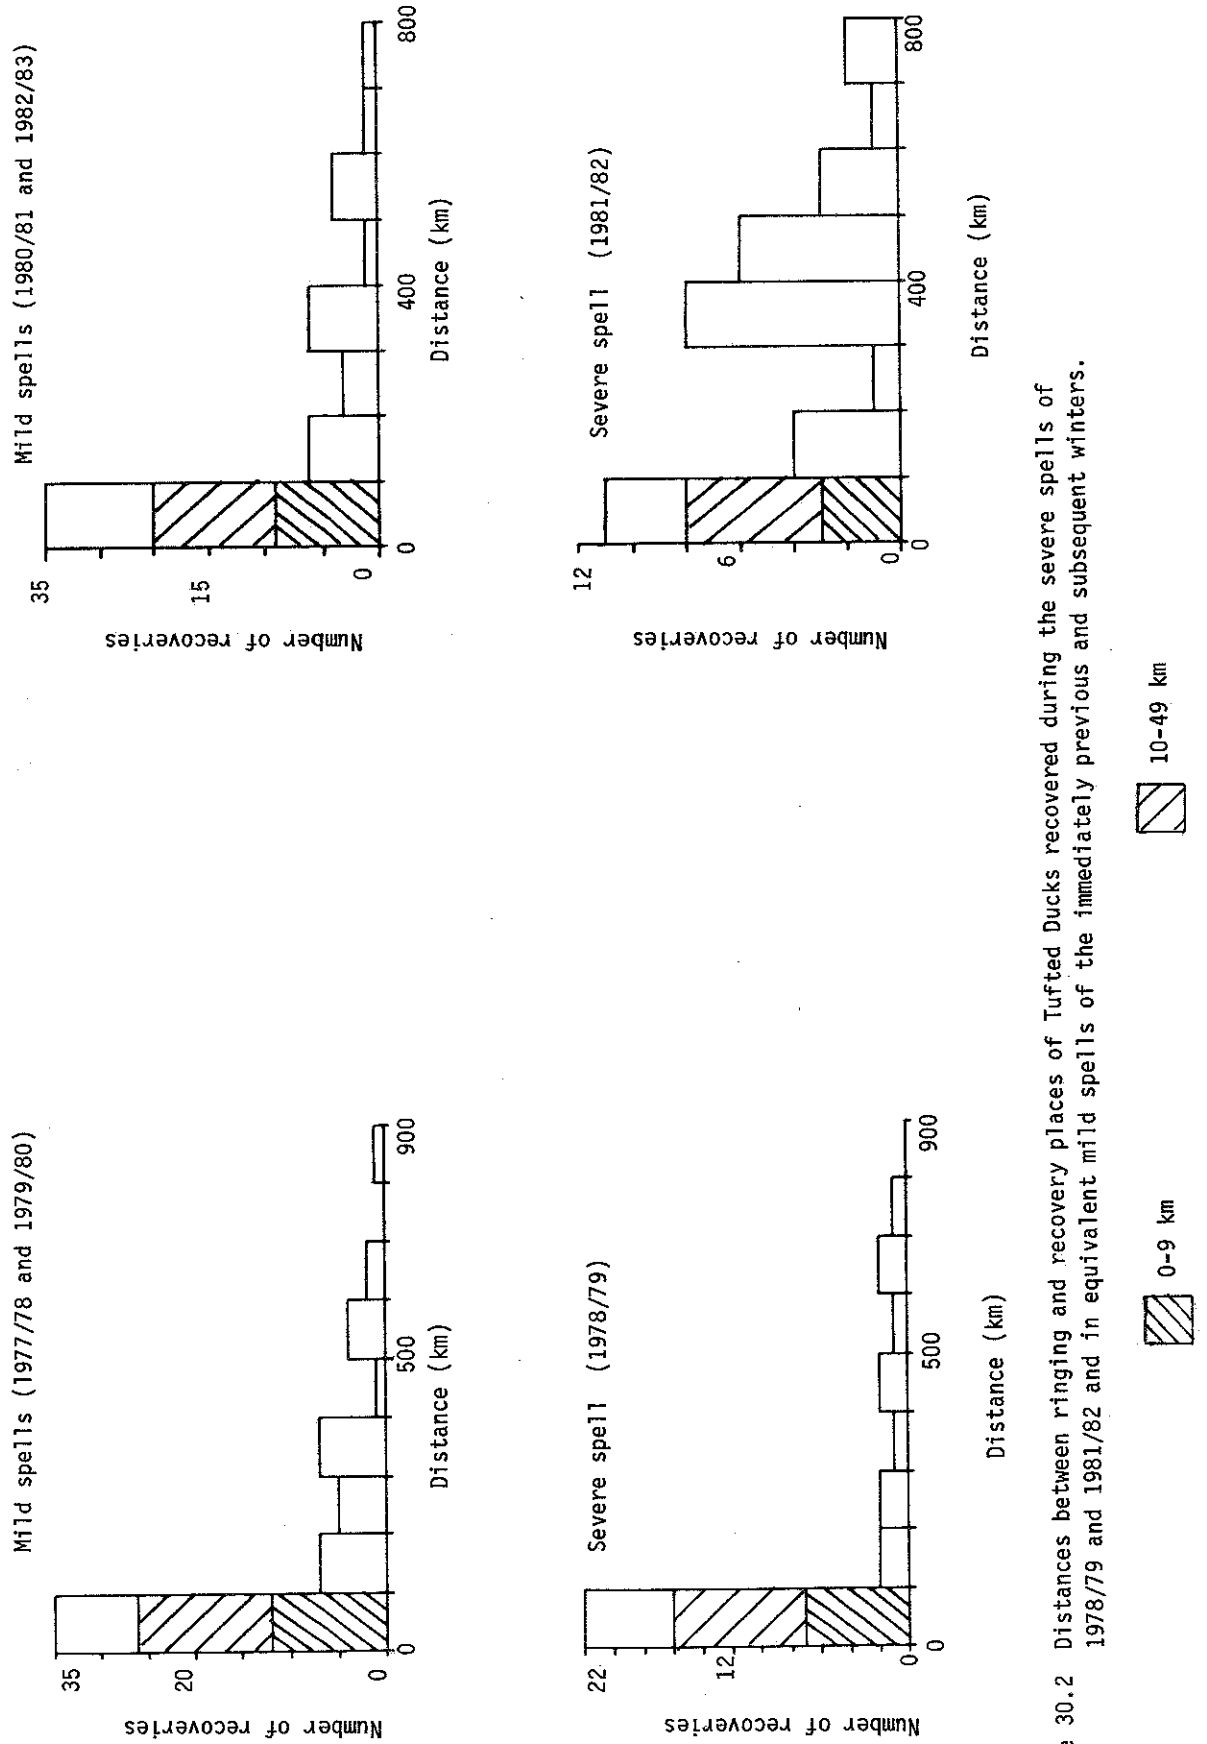 Mild spells (1977/78 and 1979/80)
Number of recoveries
35
20
0
0
500
900
Distance (km)
Mild spells (1980/81 and 1982/83)
Number of recoveries
35
15
0
0
400
800
Distance (km)
Severe spell (1978/79)
Number of recoveries
22
12
0
0
500
900
Distance (km)
Severe spell (1981/82)
Number of recoveries
12
6
0
0
400
800
Distance (km)
30.2 Distances between ringing and recovery places of Tufted Ducks recovered during the severe spells of
1978/79 and 1981/82 and in equivalent mild spells of the immediately previous and subsequent winters.
0-9 km
10-49 km